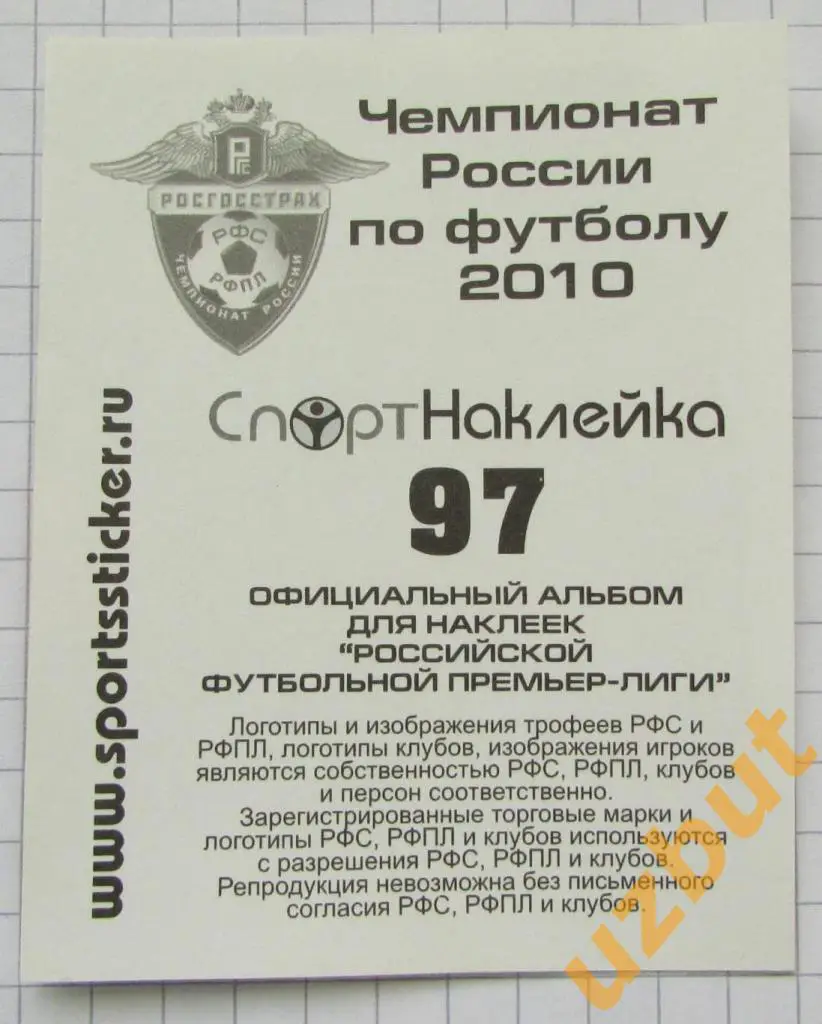 Чемпионат
России
по футболу
2010
РГС
РОСГОССТРАХ
РФС
РФПЛ
ЧЕМПИОНАТ РОССИИ
СпортНаклейка
97
www.sportssticker.ru
ОФИЦИАЛЬНЫЙ АЛЬБОМ
ДЛЯ НАКЛЕЕК
“РОССИЙСКОЙ
ФУТБОЛЬНОЙ ПРЕМЬЕР-ЛИГИ”
Логотипы и изображения трофеев РФС и
РФПЛ, логотипы клубов, изображения игроков
являются собственностью РФС, РФПЛ, клубов
и персон соответственно.
Зарегистрированные торговые марки и
логотипы РФС, РФПЛ и клубов используются
с разрешения РФС, РФПЛ и клубов.
Репродукция невозможна без письменного
согласия РФС, РФПЛ и клубов.
uzbut